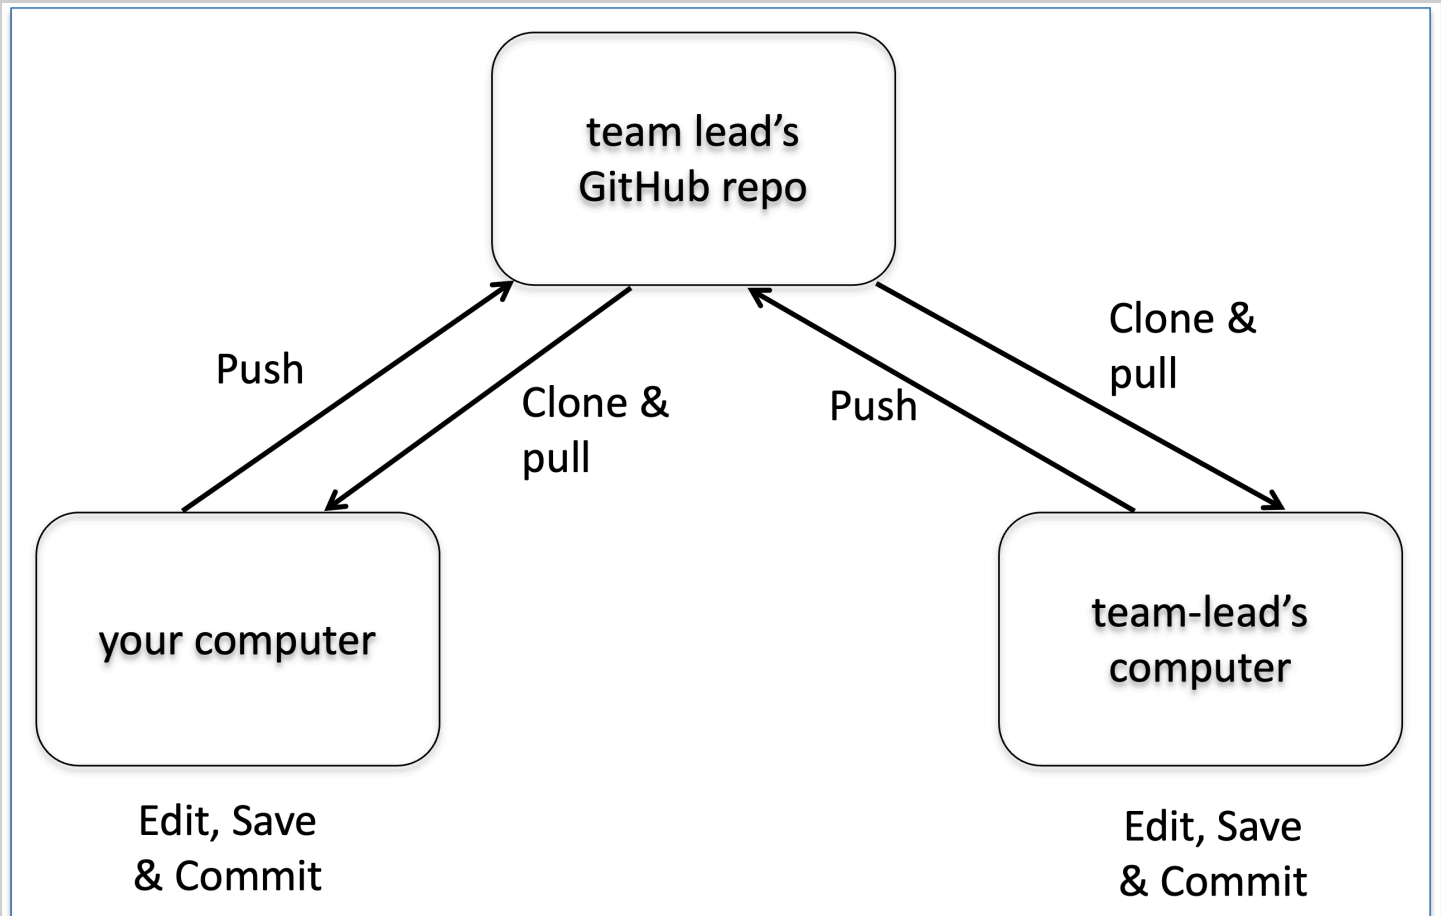 team lead’s
GitHub repo
Push
Clone &
pull
Push
Clone &
pull
your computer
team-lead’s
computer
Edit, Save
& Commit
Edit, Save
& Commit